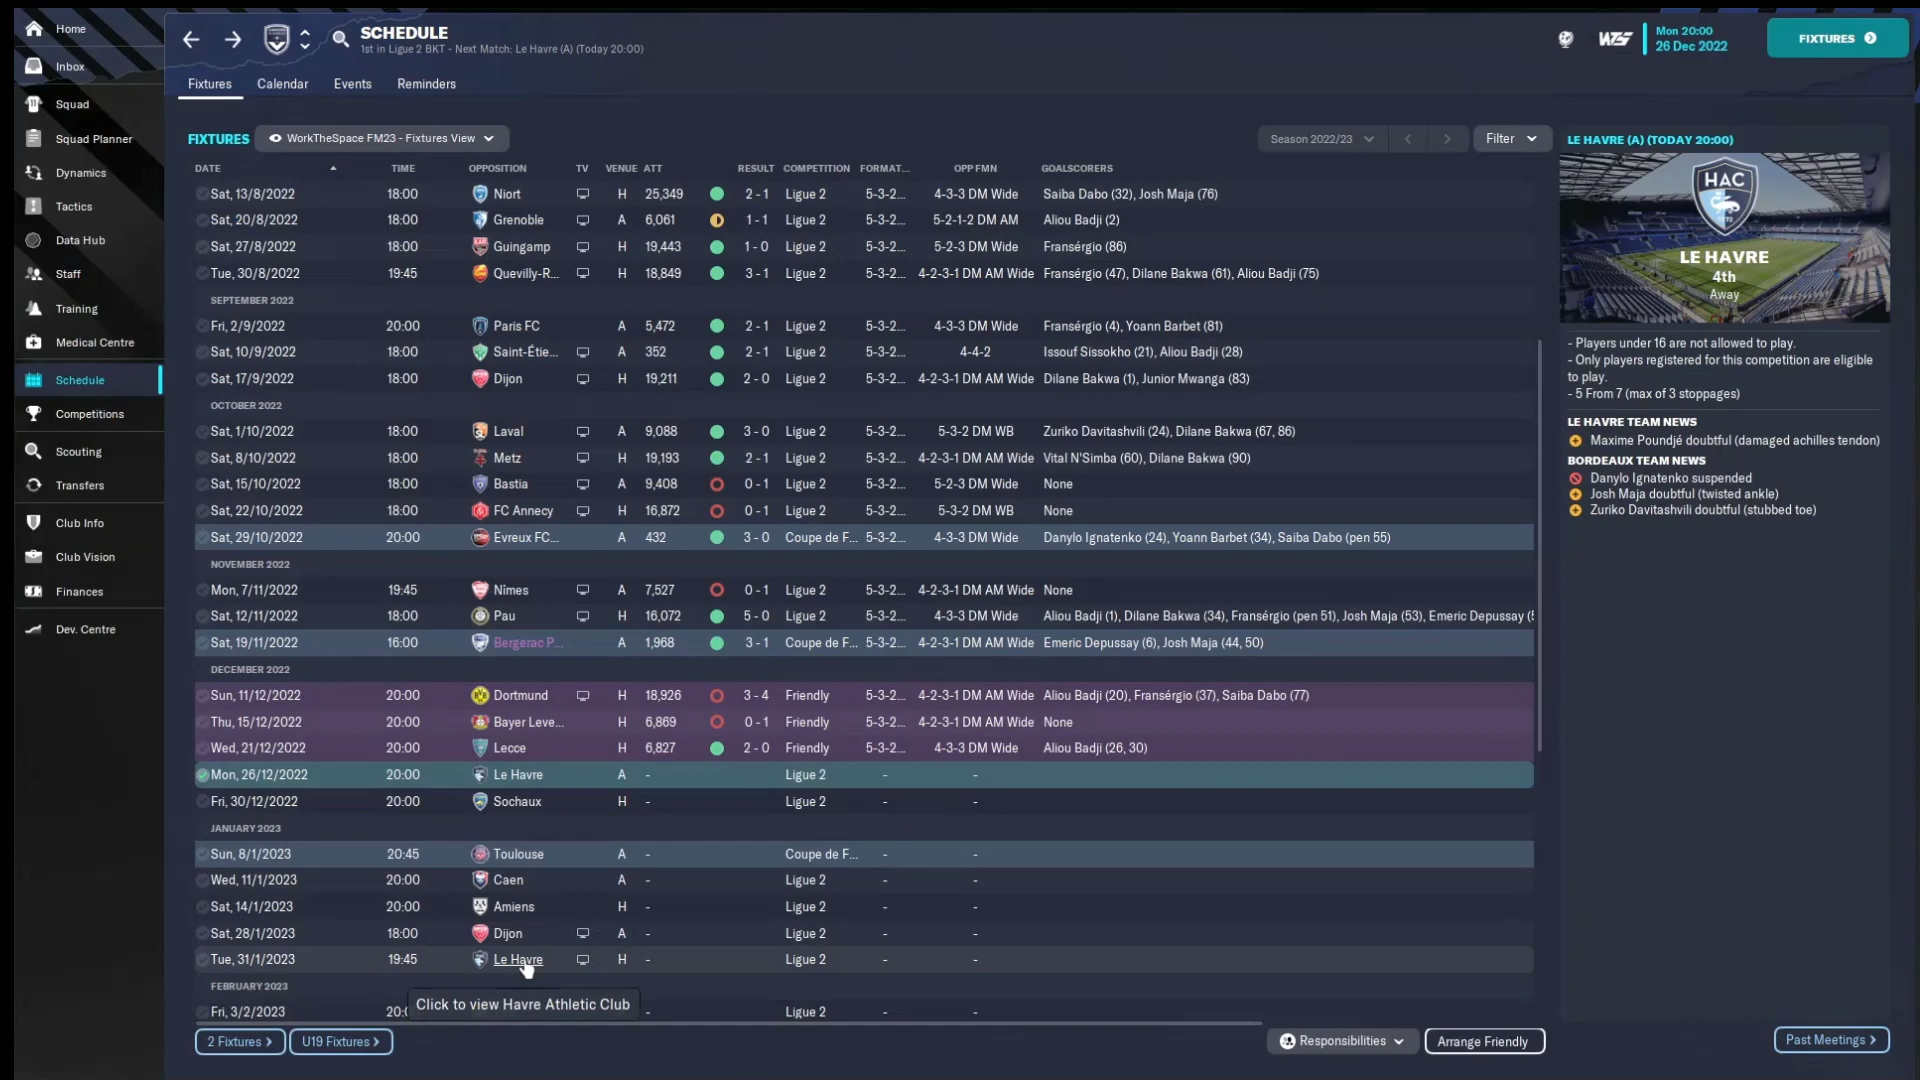 Home
Inbox
Squad
Squad Planner
Dynamics
Tactics
Data Hub
Staff
Training
Medical Centre
Schedule
Competitions
Scouting
Transfers
Club Info
Club Vision
Finances
Dev. Centre
SCHEDULE
1st in Ligue 2 BKT - Next Match: Le Havre (A) (Today 20:00)
WTS
Mon 20:00
26 Dec 2022
FIXTURES
Fixtures Calendar Events Reminders
FIXTURES WorkTheSpace FM23 - Fixtures View Season 2022/23 Filter
DATE TIME OPPOSITION TV VENUE ATT RESULT COMPETITION FORMAT... OPP FMN GOALSCORERS
Sat, 13/8/2022 18:00 Niort H 25,349 2 - 1 Ligue 2 5-3-2... 4-3-3 DM Wide Saiba Dabo (32), Josh Maja (76)
Sat, 20/8/2022 18:00 Grenoble A 6,061 1 - 1 Ligue 2 5-3-2... 5-2-1-2 DM AM Aliou Badji (2)
Sat, 27/8/2022 18:00 Guingamp H 19,443 1 - 0 Ligue 2 5-3-2... 5-2-3 DM Wide Fransérgio (86)
Tue, 30/8/2022 19:45 Quevilly-R... H 18,849 3 - 1 Ligue 2 5-3-2... 4-2-3-1 DM AM Wide Fransérgio (47), Dilane Bakwa (61), Aliou Badji (75)
SEPTEMBER 2022
Fri, 2/9/2022 20:00 Paris FC A 5,472 2 - 1 Ligue 2 5-3-2... 4-3-3 DM Wide Fransérgio (4), Yoann Barbet (81)
Sat, 10/9/2022 18:00 Saint-Étie... A 352 2 - 1 Ligue 2 5-3-2... 4-4-2 Issouf Sissokho (21), Aliou Badji (28)
Sat, 17/9/2022 18:00 Dijon H 19,211 2 - 0 Ligue 2 5-3-2... 4-2-3-1 DM AM Wide Dilane Bakwa (1), Junior Mwanga (83)
OCTOBER 2022
Sat, 1/10/2022 18:00 Laval A 9,088 3 - 0 Ligue 2 5-3-2... 5-3-2 DM WB Zuriko Davitashvili (24), Dilane Bakwa (67, 86)
Sat, 8/10/2022 18:00 Metz H 19,193 2 - 1 Ligue 2 5-3-2... 4-2-3-1 DM AM Wide Vital N'Simba (60), Dilane Bakwa (90)
Sat, 15/10/2022 18:00 Bastia A 9,408 0 - 1 Ligue 2 5-3-2... 5-2-3 DM Wide None
Sat, 22/10/2022 18:00 FC Annecy H 16,872 0 - 1 Ligue 2 5-3-2... 5-3-2 DM WB None
Sat, 29/10/2022 20:00 Evreux FC... A 432 3 - 0 Coupe de F... 5-3-2... 4-3-3 DM Wide Danylo Ignatenko (24), Yoann Barbet (34), Saiba Dabo (pen 55)
NOVEMBER 2022
Mon, 7/11/2022 19:45 Nîmes A 7,527 0 - 1 Ligue 2 5-3-2... 4-2-3-1 DM AM Wide None
Sat, 12/11/2022 18:00 Pau H 16,072 5 - 0 Ligue 2 5-3-2... 4-3-3 DM Wide Aliou Badji (1), Dilane Bakwa (34), Fransérgio (pen 51), Josh Maja (53), Emeric Depussay (
Sat, 19/11/2022 16:00 Bergerac P... A 1,968 3 - 1 Coupe de F... 5-3-2... 4-2-3-1 DM AM Wide Emeric Depussay (6), Josh Maja (44, 50)
DECEMBER 2022
Sun, 11/12/2022 20:00 Dortmund H 18,926 3 - 4 Friendly 5-3-2... 4-2-3-1 DM AM Wide Aliou Badji (20), Fransérgio (37), Saiba Dabo (77)
Thu, 15/12/2022 20:00 Bayer Leve... H 6,869 0 - 1 Friendly 5-3-2... 4-2-3-1 DM AM Wide None
Wed, 21/12/2022 20:00 Lecce H 6,827 2 - 0 Friendly 5-3-2... 4-3-3 DM Wide Aliou Badji (26, 30)
Mon, 26/12/2022 20:00 Le Havre A - Ligue 2 - -
Fri, 30/12/2022 20:00 Sochaux H - Ligue 2 - -
JANUARY 2023
Sun, 8/1/2023 20:45 Toulouse A - Coupe de F... - -
Wed, 11/1/2023 20:00 Caen A - Ligue 2 - -
Sat, 14/1/2023 20:00 Amiens H - Ligue 2 - -
Sat, 28/1/2023 18:00 Dijon A - Ligue 2 - -
Tue, 31/1/2023 19:45 Le Havre H - Ligue 2 - -
FEBRUARY 2023
Click to view Havre Athletic Club
Fri, 3/2/2023 20:0 - Ligue 2 - -
2 Fixtures > U19 Fixtures > Responsibilities Arrange Friendly
LE HAVRE (A) (TODAY 20:00)
HAC
LE HAVRE
4th
Away
- Players under 16 are not allowed to play.
- Only players registered for this competition are eligible
to play.
- 5 From 7 (max of 3 stoppages)
LE HAVRE TEAM NEWS
Maxime Poundjé doubtful (damaged achilles tendon)
BORDEAUX TEAM NEWS
Danylo Ignatenko suspended
Josh Maja doubtful (twisted ankle)
Zuriko Davitashvili doubtful (stubbed toe)
Past Meetings >